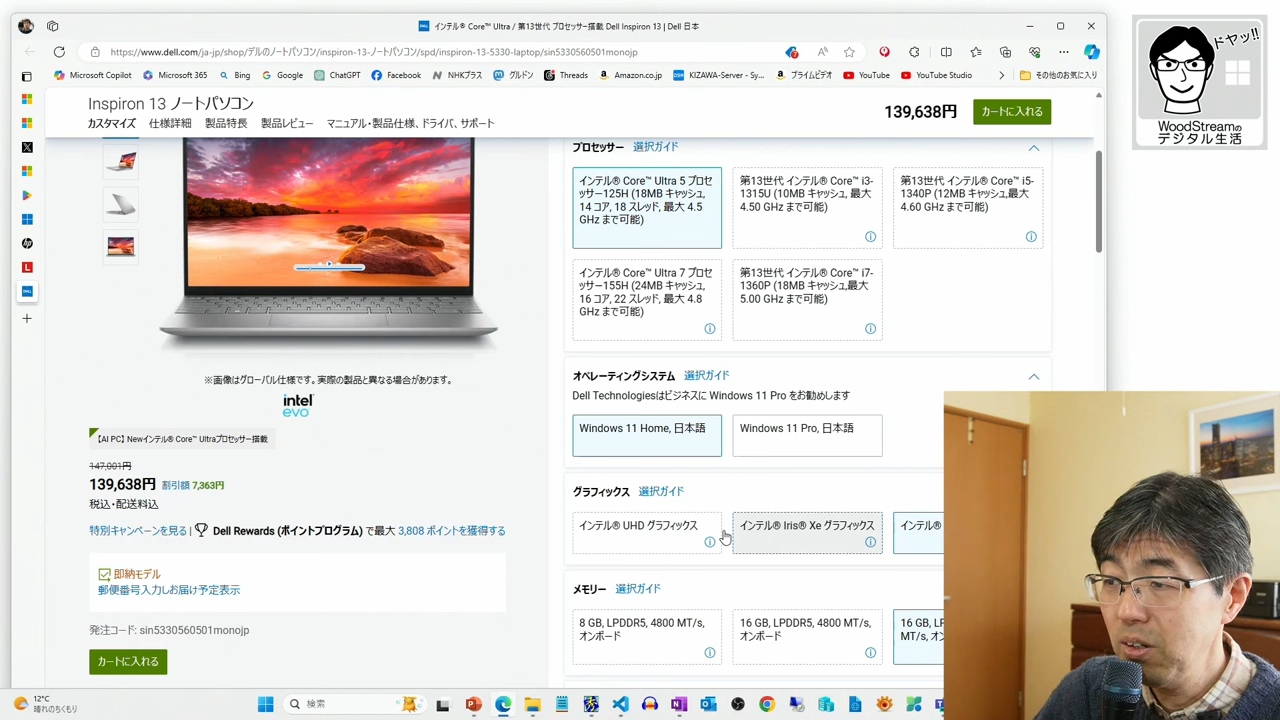 インテル® Core™ Ultra / 第13世代 プロセッサー搭載 Dell Inspiron 13 | Dell 日本
https://www.dell.com/ja-jp/shop/デルのノートパソコン/inspiron-13-ノートパソコン/spd/inspiron-13-5330-laptop/sin5330560501monojp
Microsoft Copilot
Microsoft 365
Bing
Google
ChatGPT
Facebook
NHKプラス
グルドン
Threads
Amazon.co.jp
KIZAWA-Server - Sy...
プライムビデオ
YouTube
YouTube Studio
その他のお気に入り
ドヤッ!!
WoodStreamの
デジタル生活
Inspiron 13 ノートパソコン
カスタマイズ 仕様詳細 製品特長 製品レビュー マニュアル・製品仕様、ドライバ、サポート
139,638円
カートに入れる
※画像はグローバル仕様です。実際の製品と異なる場合があります。
intel
evo
【AI PC】 Newインテル® Core™ Ultraプロセッサー搭載
147,001円
139,638円 割引額 7,363円
税込・配送料込
特別キャンペーンを見る | Dell Rewards (ポイントプログラム) で最大 3,808 ポイントを獲得する
即納モデル
郵便番号入力しお届け予定表示
発注コード: sin5330560501monojp
カートに入れる
プロセッサー 選択ガイド
インテル® Core™ Ultra 5 プロセ
ッサー125H (18MB キャッシュ,
14 コア, 18 スレッド, 最大 4.5
GHz まで可能)
第13世代 インテル® Core™ i3-
1315U (10MB キャッシュ, 最大
4.50 GHz まで可能)
第13世代 インテル® Core™ i5-
1340P (12MB キャッシュ,最大
4.60 GHz まで可能)
インテル® Core™ Ultra 7 プロセ
ッサー155H (24MB キャッシュ,
16 コア, 22 スレッド, 最大 4.8
GHz まで可能)
第13世代 インテル® Core™ i7-
1360P (18MB キャッシュ,最大
5.00 GHz まで可能)
オペレーティングシステム 選択ガイド
Dell Technologiesはビジネスに Windows 11 Pro をお勧めします
Windows 11 Home, 日本語
Windows 11 Pro, 日本語
グラフィックス 選択ガイド
インテル® UHD グラフィックス
インテル® Iris® Xe グラフィックス
インテル®
メモリー 選択ガイド
8 GB, LPDDR5, 4800 MT/s,
オンボード
16 GB, LPDDR5, 4800 MT/s,
オンボード
16 GB, LP
MT/s, オン
12°C
晴れのちくもり
検索